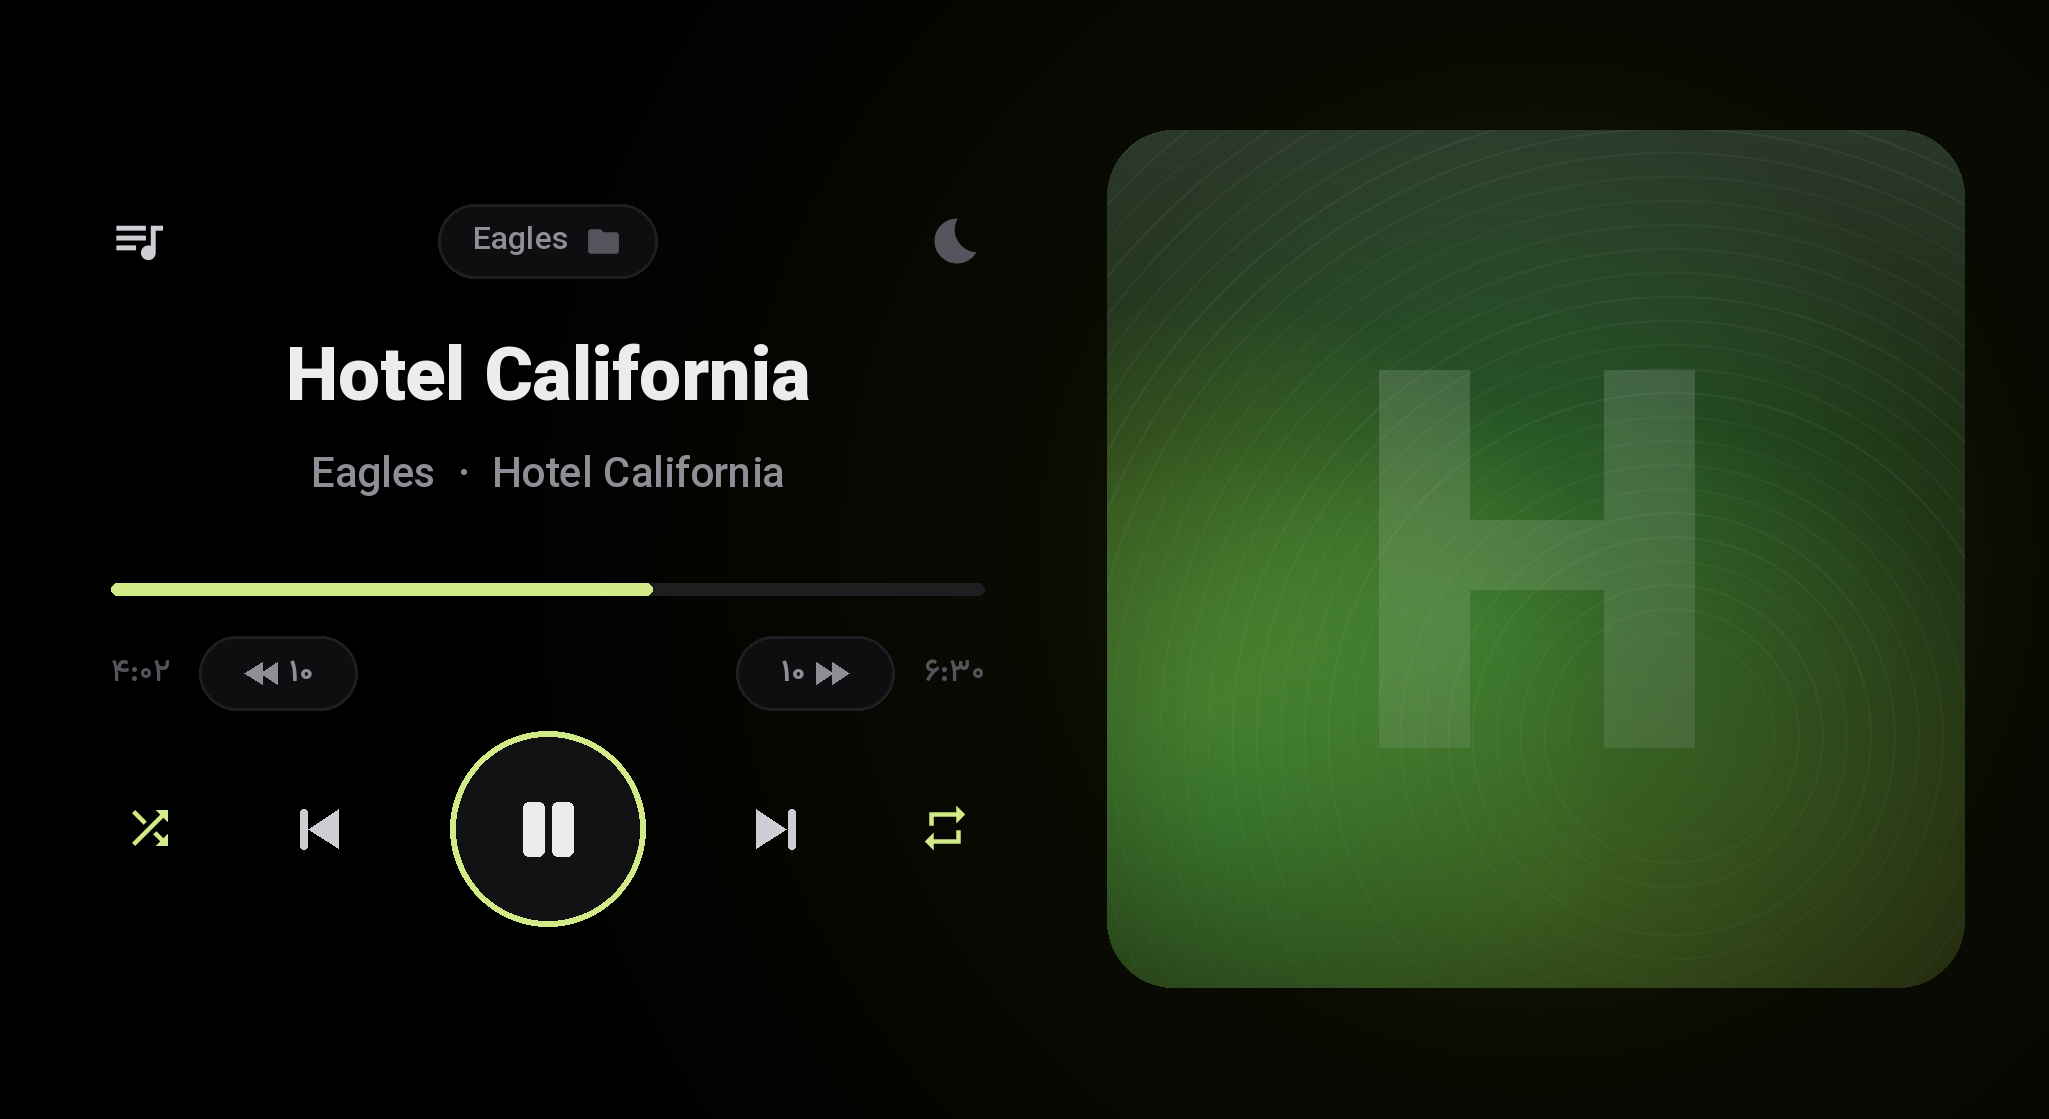 Eagles
Hotel California
Eagles · Hotel California
۴:۰۲
۱۰
۱۰
۶:۳۰
H